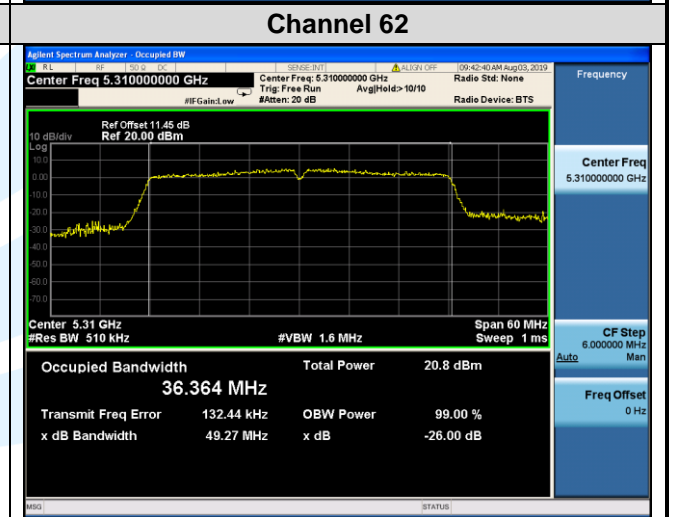 Channel 62
Agilent Spectrum Analyzer - Occupied BW
RL RF 50 Ω DC SENSE:INT ALIGN OFF 09:42:40 AM Aug 03, 2019
Center Freq 5.310000000 GHz
Center Freq: 5.310000000 GHz
Radio Std: None
Trig: Free Run Avg|Hold:> 10/10
#IFGain:Low #Atten: 20 dB Radio Device: BTS
Frequency
Ref Offset 11.45 dB
10 dB/div Ref 20.00 dBm
Log
10.0
0.00
-10.0
-20.0
-30.0
-40.0
-50.0
-60.0
-70.0
Center Freq
5.310000000 GHz
Center 5.31 GHz Span 60 MHz
#Res BW 510 kHz #VBW 1.6 MHz Sweep 1 ms
CF Step
6.000000 MHz
Auto Man
Occupied Bandwidth Total Power 20.8 dBm
36.364 MHz
Freq Offset
0 Hz
Transmit Freq Error 132.44 kHz OBW Power 99.00 %
x dB Bandwidth 49.27 MHz x dB -26.00 dB
MSG STATUS